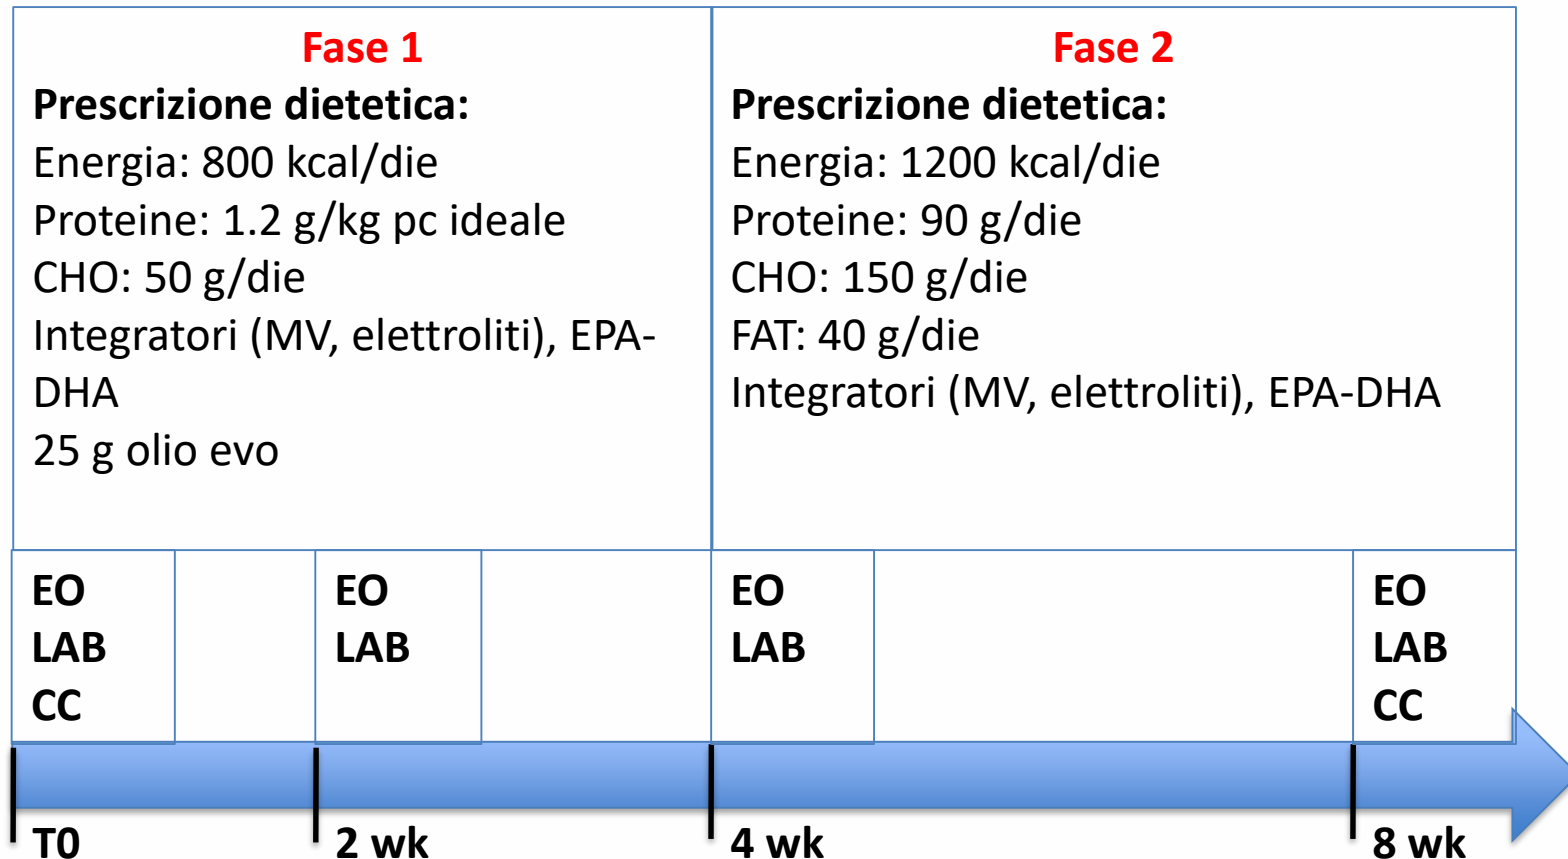 Fase 1
Prescrizione dietetica:
Energia: 800 kcal/die
Proteine: 1.2 g/kg pc ideale
CHO: 50 g/die
Integratori (MV, elettroliti), EPA-
DHA
25 g olio evo
Fase 2
Prescrizione dietetica:
Energia: 1200 kcal/die
Proteine: 90 g/die
CHO: 150 g/die
FAT: 40 g/die
Integratori (MV, elettroliti), EPA-DHA
EO
LAB
CC
EO
LAB
EO
LAB
EO
LAB
CC
T0
2 wk
4 wk
8 wk